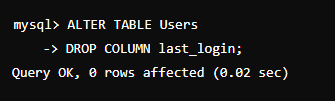 mysql> ALTER TABLE Users
-> DROP COLUMN last_login;
Query OK, 0 rows affected (0.02 sec)